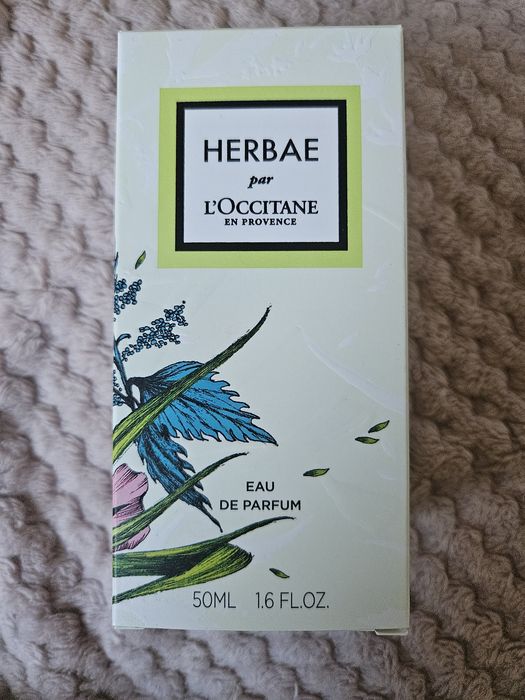 HERBAE
par
L'OCCITANE
EN PROVENCE
EAU
DE PARFUM
50ML 1.6 FL.OZ.